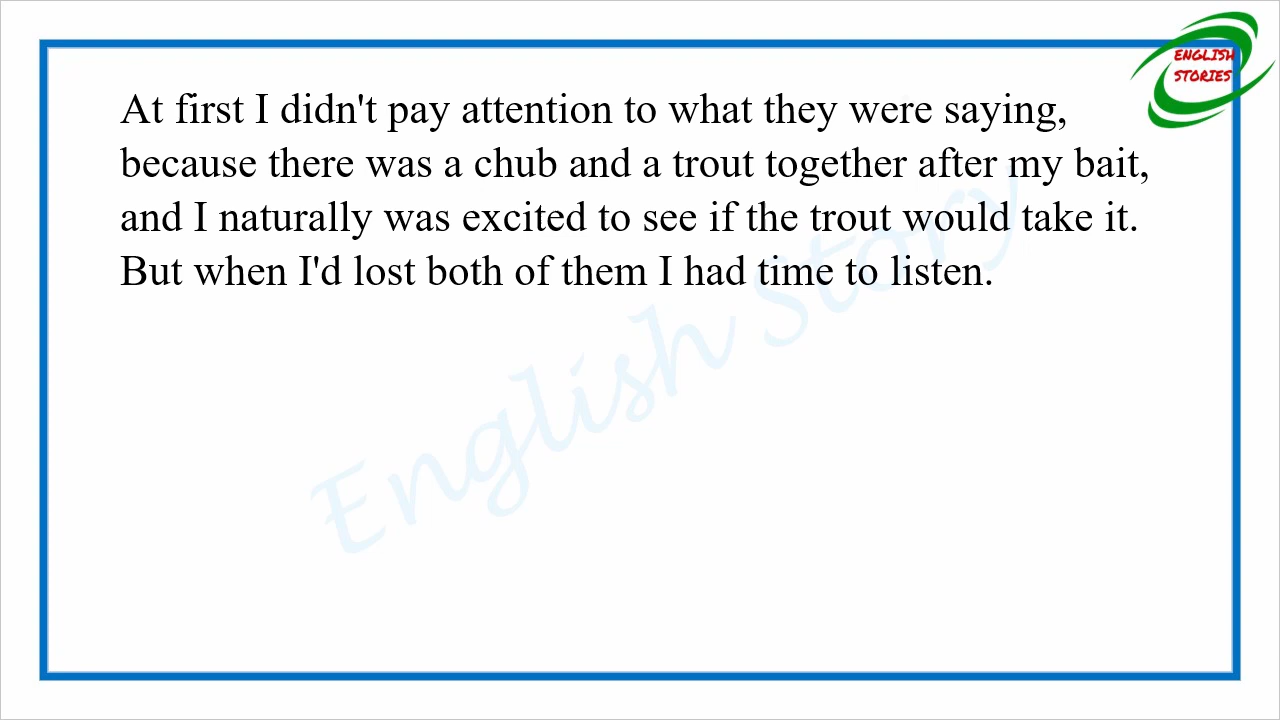 ENGLISH
STORIES
At first I didn't pay attention to what they were saying,
because there was a chub and a trout together after my bait,
and I naturally was excited to see if the trout would take it.
But when I'd lost both of them I had time to listen.
English Story